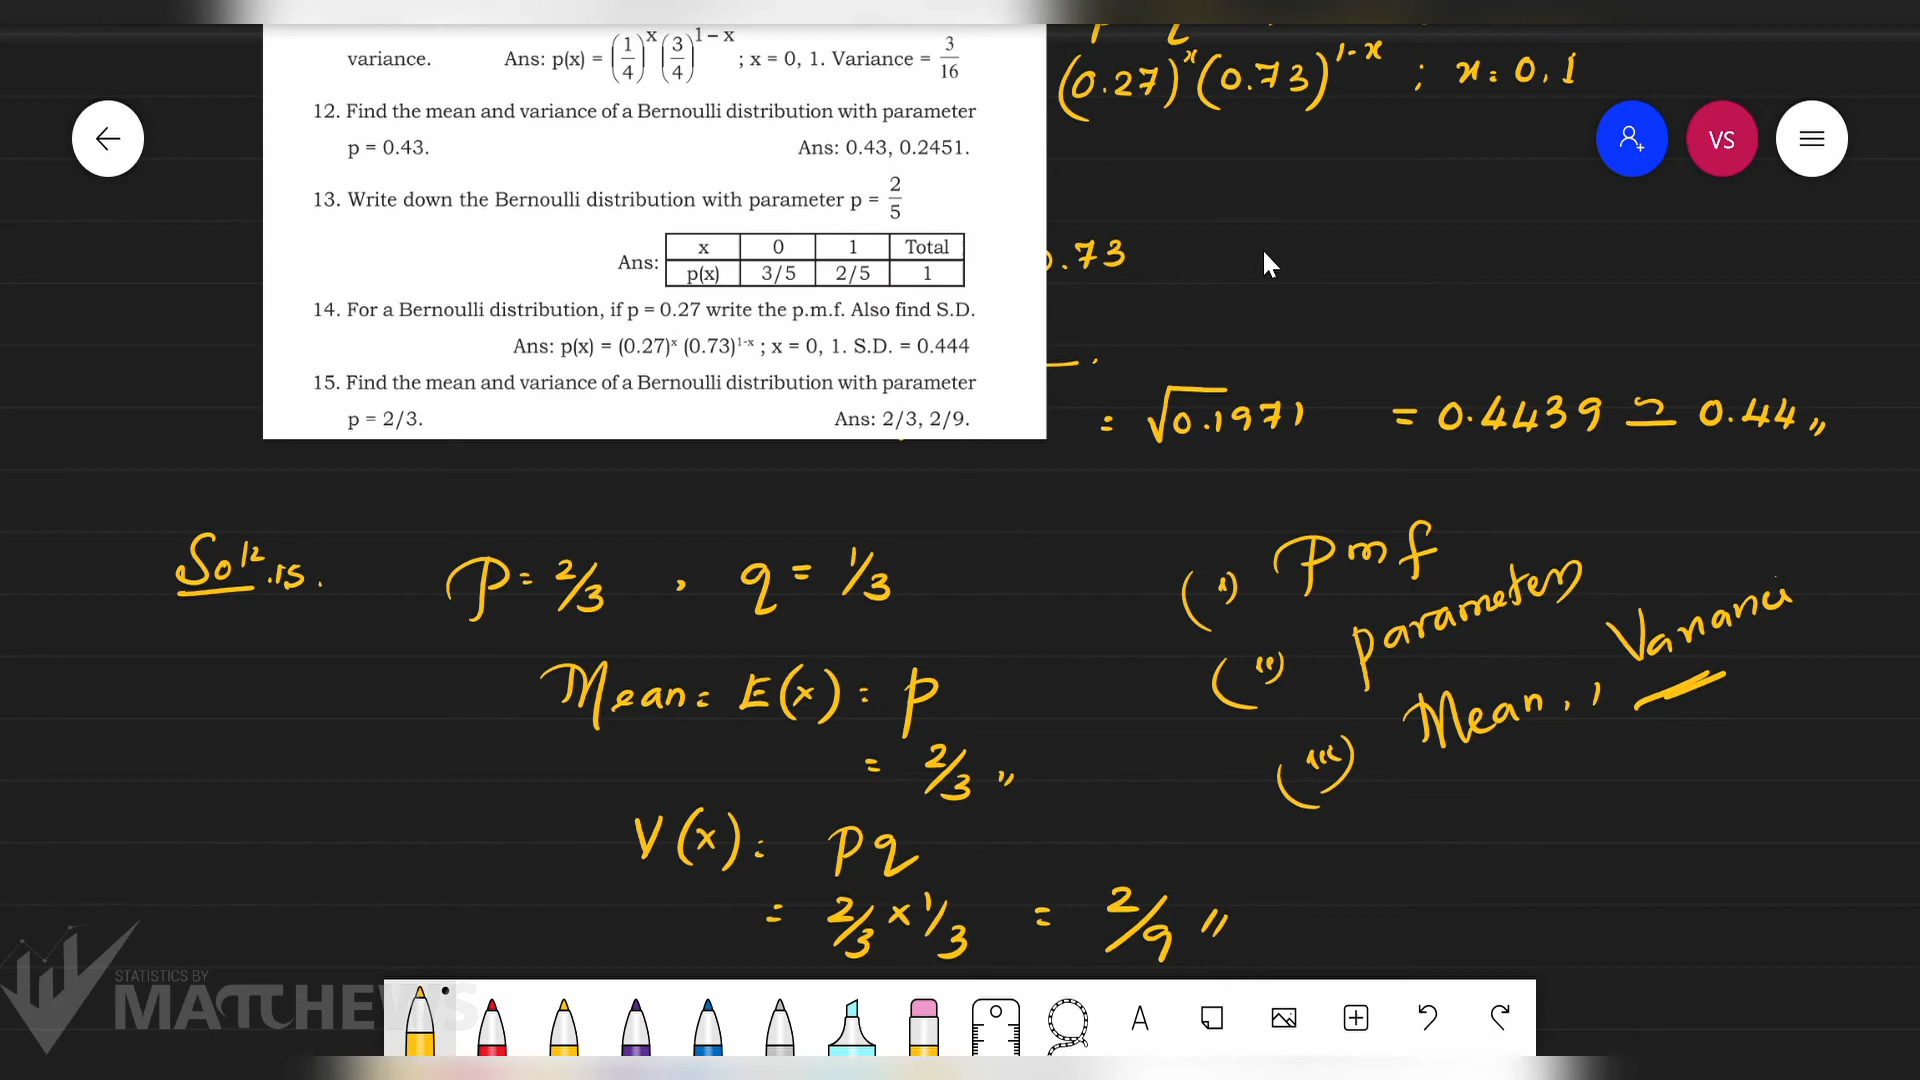 variance. Ans: p(x) = (1/4)^x (3/4)^(1 – x) ; x = 0, 1. Variance = 3/16
12. Find the mean and variance of a Bernoulli distribution with parameter
p = 0.43. Ans: 0.43, 0.2451.
13. Write down the Bernoulli distribution with parameter p = 2/5
Ans:
x 0 1 Total
p(x) 3/5 2/5 1
14. For a Bernoulli distribution, if p = 0.27 write the p.m.f. Also find S.D.
Ans: p(x) = (0.27)^x (0.73)^(1-x) ; x = 0, 1. S.D. = 0.444
15. Find the mean and variance of a Bernoulli distribution with parameter
p = 2/3. Ans: 2/3, 2/9.
(0.27)^x (0.73)^(1-x) ; x = 0, 1
.73
= √0.1971 = 0.4439 ≃ 0.44 〃
VS
Sol^n.15. P = 2/3 , q = 1/3
Mean = E(x) = p
= 2/3 〃
V(x) = pq
= 2/3 × 1/3 = 2/9 〃
(i) Pmf
(ii) parameters
(iii) Mean, , Variance
STATISTICS BY
MATTHEWS
A